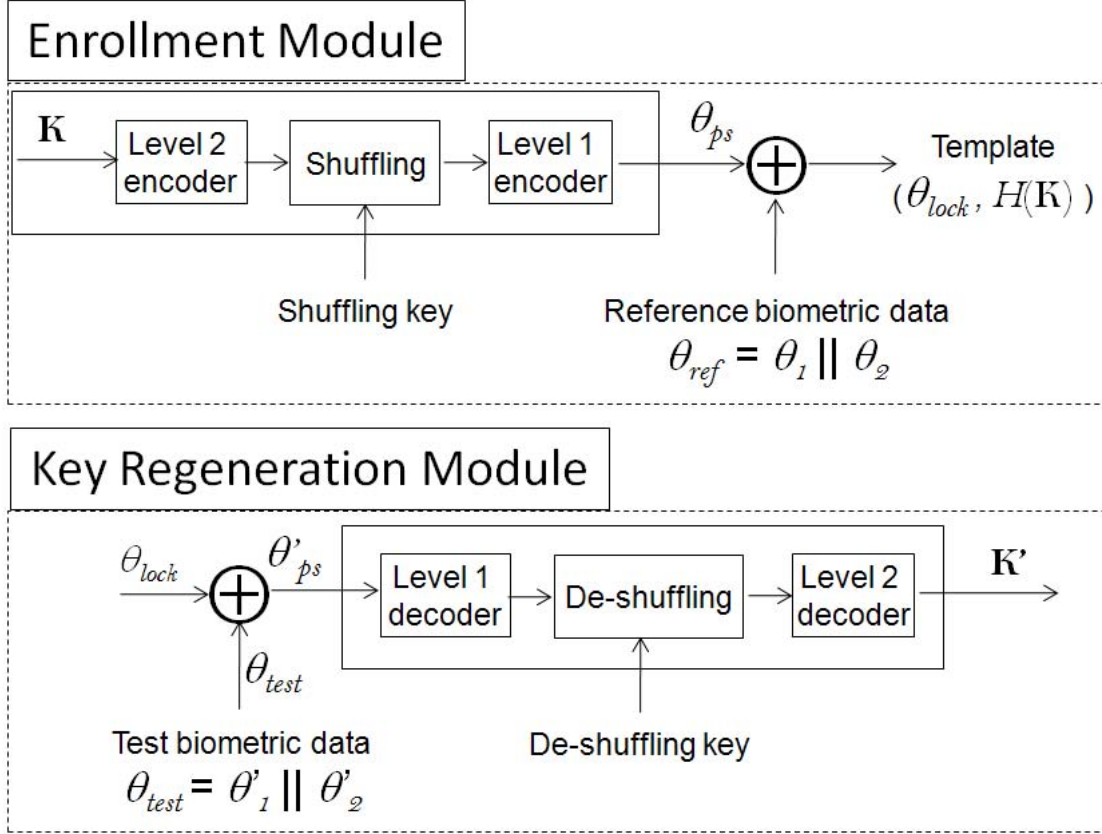 Enrollment Module
K
Level 2
encoder
Shuffling
Level 1
encoder
θps
Template
(θlock, H(K) )
Shuffling key
Reference biometric data
θref = θ1 || θ2
Key Regeneration Module
θlock
θ'ps
Level 1
decoder
De-shuffling
Level 2
decoder
K'
θtest
Test biometric data
θtest = θ'1 || θ'2
De-shuffling key